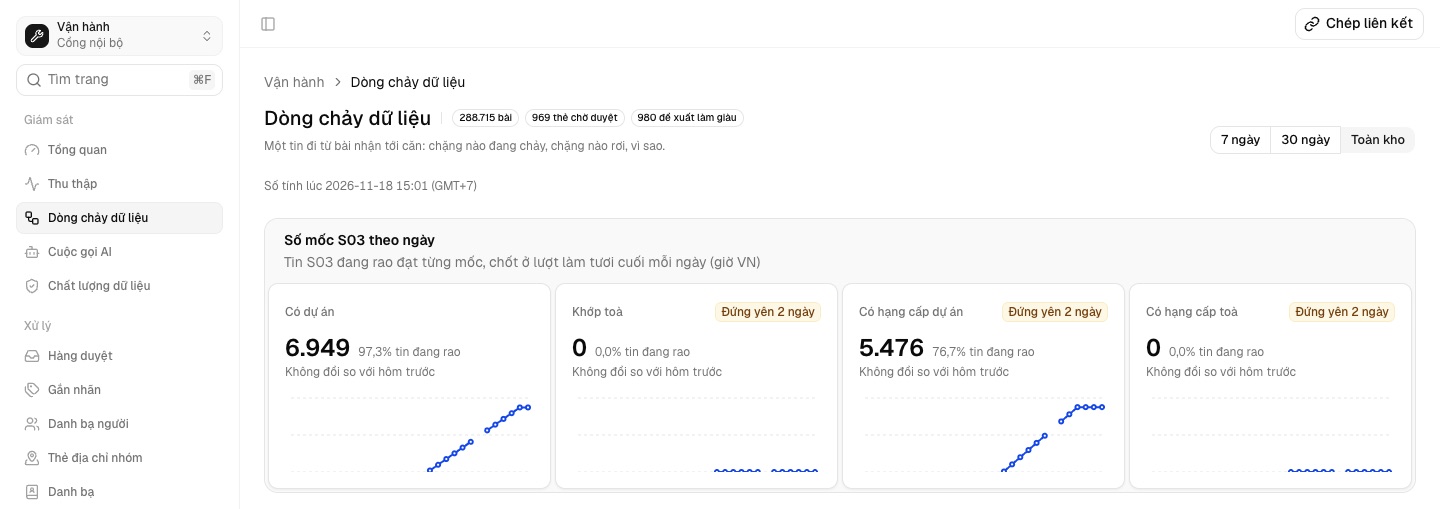 Vận hành
Cổng nội bộ
Tìm trang
⌘F
Giám sát
Tổng quan
Thu thập
Dòng chảy dữ liệu
Cuộc gọi AI
Chất lượng dữ liệu
Xử lý
Hàng duyệt
Gắn nhãn
Danh bạ người
Thẻ địa chỉ nhóm
Danh bạ
Chép liên kết
Vận hành > Dòng chảy dữ liệu
Dòng chảy dữ liệu 288.715 bài 969 thẻ chờ duyệt 980 đề xuất làm giàu
Một tin đi từ bài nhận tới căn: chặng nào đang chảy, chặng nào rơi, vì sao.
7 ngày 30 ngày Toàn kho
Số tính lúc 2026-11-18 15:01 (GMT+7)
Số mốc S03 theo ngày
Tin S03 đang rao đạt từng mốc, chốt ở lượt làm tươi cuối mỗi ngày (giờ VN)
Có dự án
6.949 97,3% tin đang rao
Không đổi so với hôm trước
Khớp toà Đứng yên 2 ngày
0 0,0% tin đang rao
Không đổi so với hôm trước
Có hạng cấp dự án Đứng yên 2 ngày
5.476 76,7% tin đang rao
Không đổi so với hôm trước
Có hạng cấp toà Đứng yên 2 ngày
0 0,0% tin đang rao
Không đổi so với hôm trước